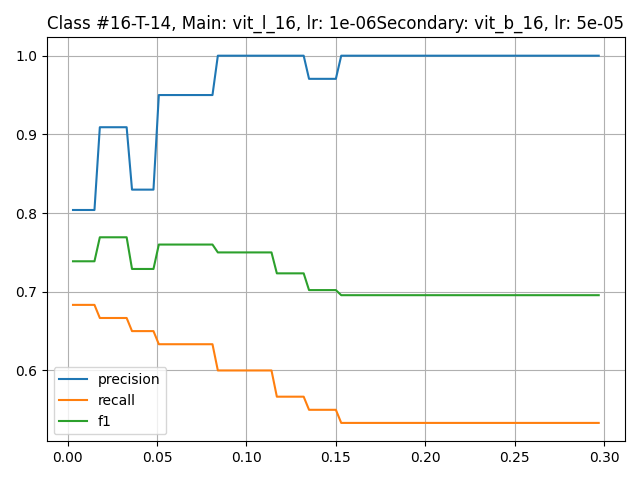 Class #16-T-14, Main: vit_l_16, lr: 1e-06Secondary: vit_b_16, lr: 5e-05
1.0
0.9
0.8
0.7
0.6
precision
recall
f1
0.00 0.05 0.10 0.15 0.20 0.25 0.30